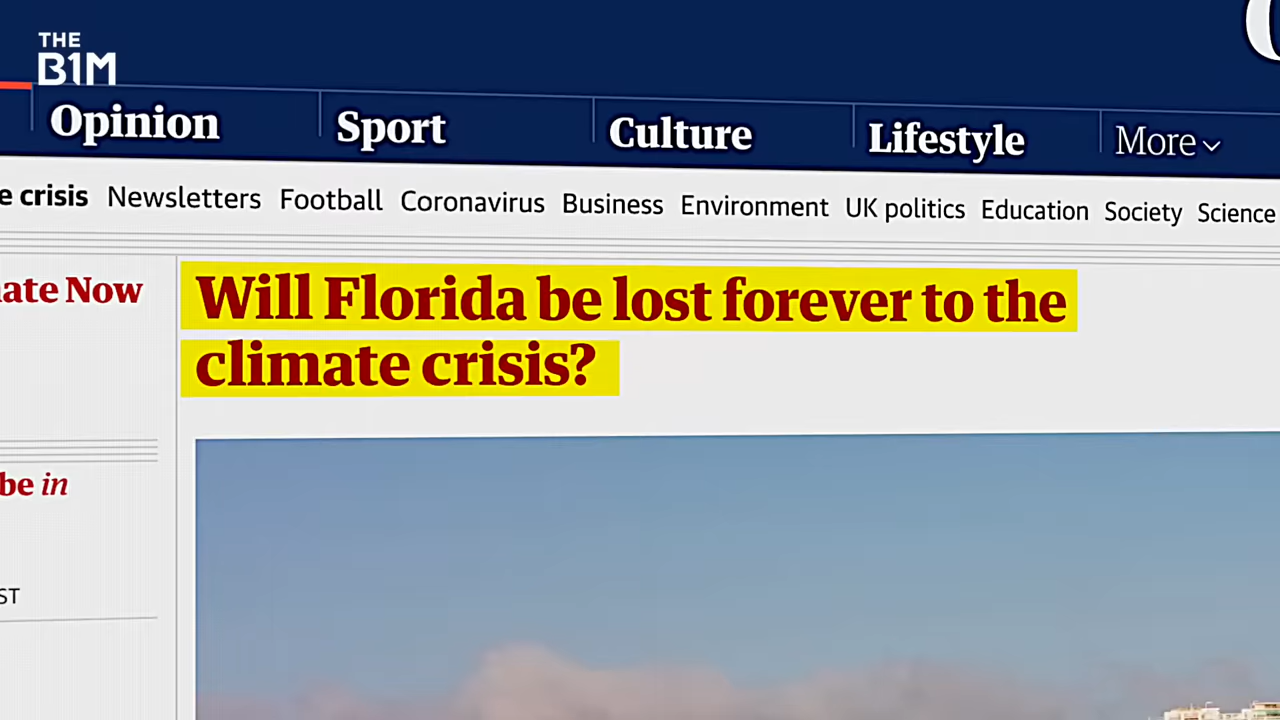 THE
B1M
Opinion Sport Culture Lifestyle More
e crisis Newsletters Football Coronavirus Business Environment UK politics Education Society Science
ate Now
Will Florida be lost forever to the
climate crisis?
be in
ST